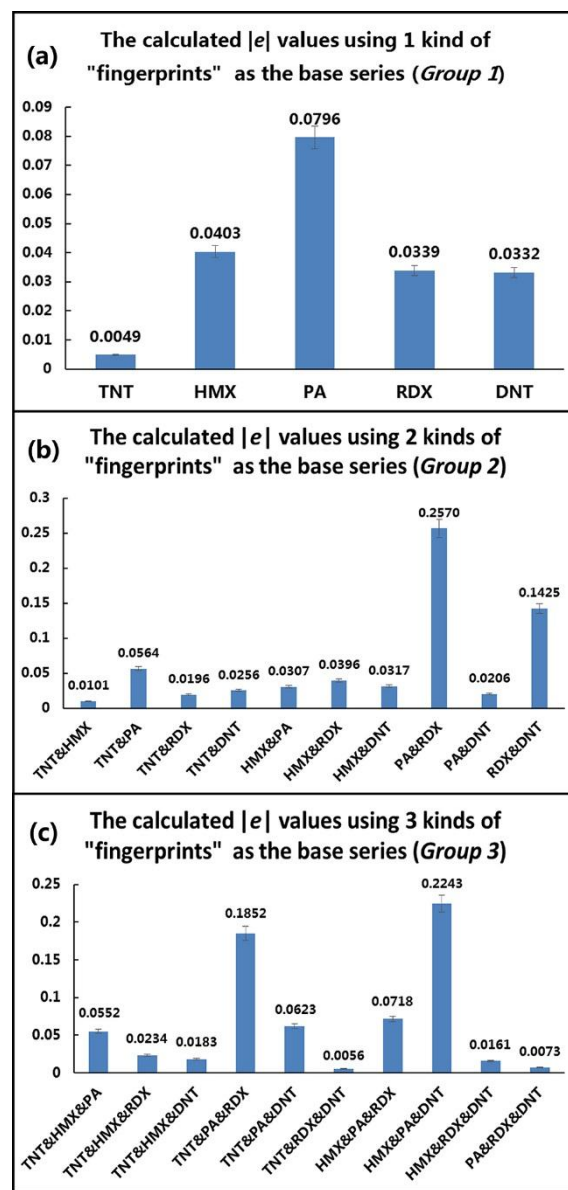 (a)
The calculated |e| values using 1 kind of
"fingerprints" as the base series (Group 1)
0.09
0.08
0.07
0.06
0.05
0.04
0.03
0.02
0.01
0
0.0049
0.0403
0.0796
0.0339
0.0332
TNT
HMX
PA
RDX
DNT
(b)
The calculated |e| values using 2 kinds of
"fingerprints" as the base series (Group 2)
0.3
0.25
0.2
0.15
0.1
0.05
0
0.0101
0.0564
0.0196
0.0256
0.0307
0.0396
0.0317
0.2570
0.0206
0.1425
TNT&HMX
TNT&PA
TNT&RDX
TNT&DNT
HMX&PA
HMX&RDX
HMX&DNT
PA&RDX
PA&DNT
RDX&DNT
(c)
The calculated |e| values using 3 kinds of
"fingerprints" as the base series (Group 3)
0.25
0.2
0.15
0.1
0.05
0
0.0552
0.0234
0.0183
0.1852
0.0623
0.0056
0.0718
0.2243
0.0161
0.0073
TNT&HMX&PA
TNT&HMX&RDX
TNT&HMX&DNT
TNT&PA&RDX
TNT&PA&DNT
TNT&RDX&DNT
HMX&PA&RDX
HMX&PA&DNT
HMX&RDX&DNT
PA&RDX&DNT